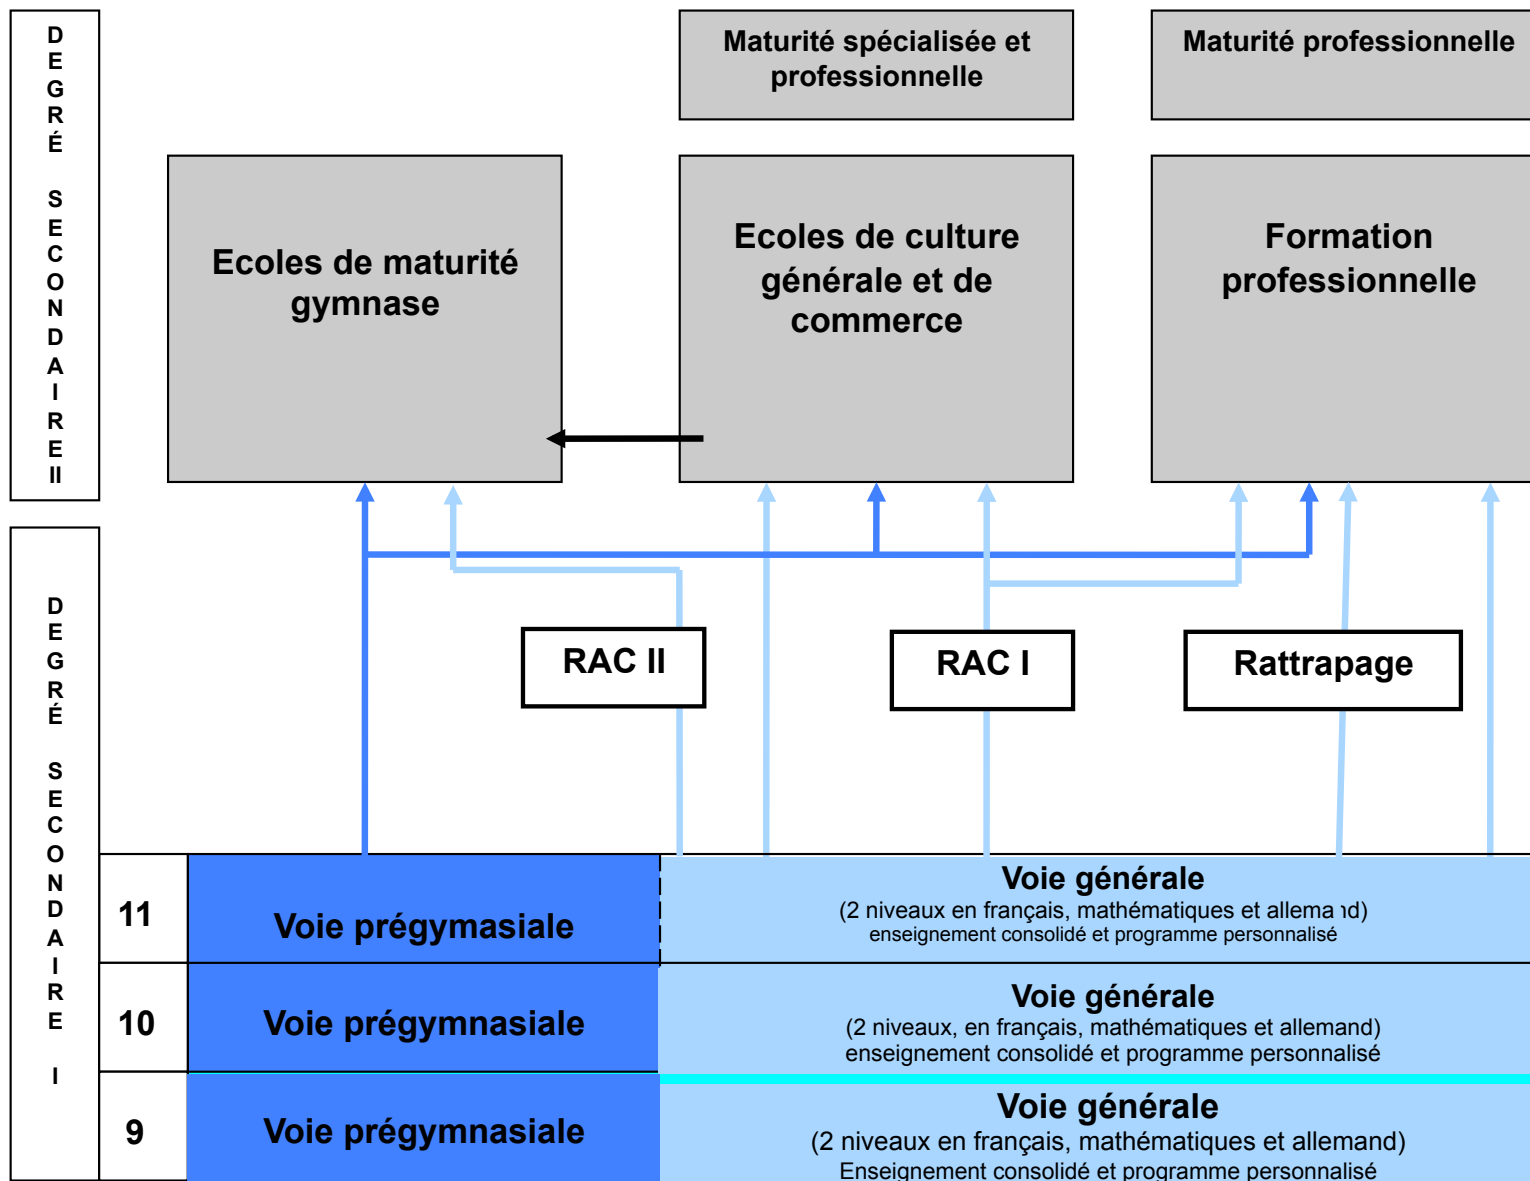 DEGRÉ SECONDAIRE II
Maturité spécialisée et
professionnelle
Maturité professionnelle
Ecoles de maturité
gymnase
Ecoles de culture
générale et de
commerce
Formation
professionnelle
DEGRÉ SECONDAIRE I
RAC II
RAC I
Rattrapage
11
Voie prégymasiale
Voie générale
(2 niveaux en français, mathématiques et allemand)
enseignement consolidé et programme personnalisé
10
Voie prégymnasiale
Voie générale
(2 niveaux, en français, mathématiques et allemand)
enseignement consolidé et programme personnalisé
9
Voie prégymnasiale
Voie générale
(2 niveaux en français, mathématiques et allemand)
Enseignement consolidé et programme personnalisé